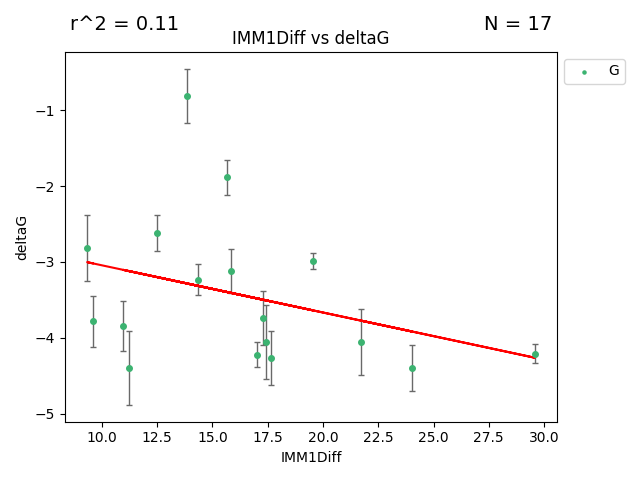 r^2 = 0.11
N = 17
IMM1Diff vs deltaG
G
−1
−2
−3
−4
−5
deltaG
10.0 12.5 15.0 17.5 20.0 22.5 25.0 27.5 30.0
IMM1Diff